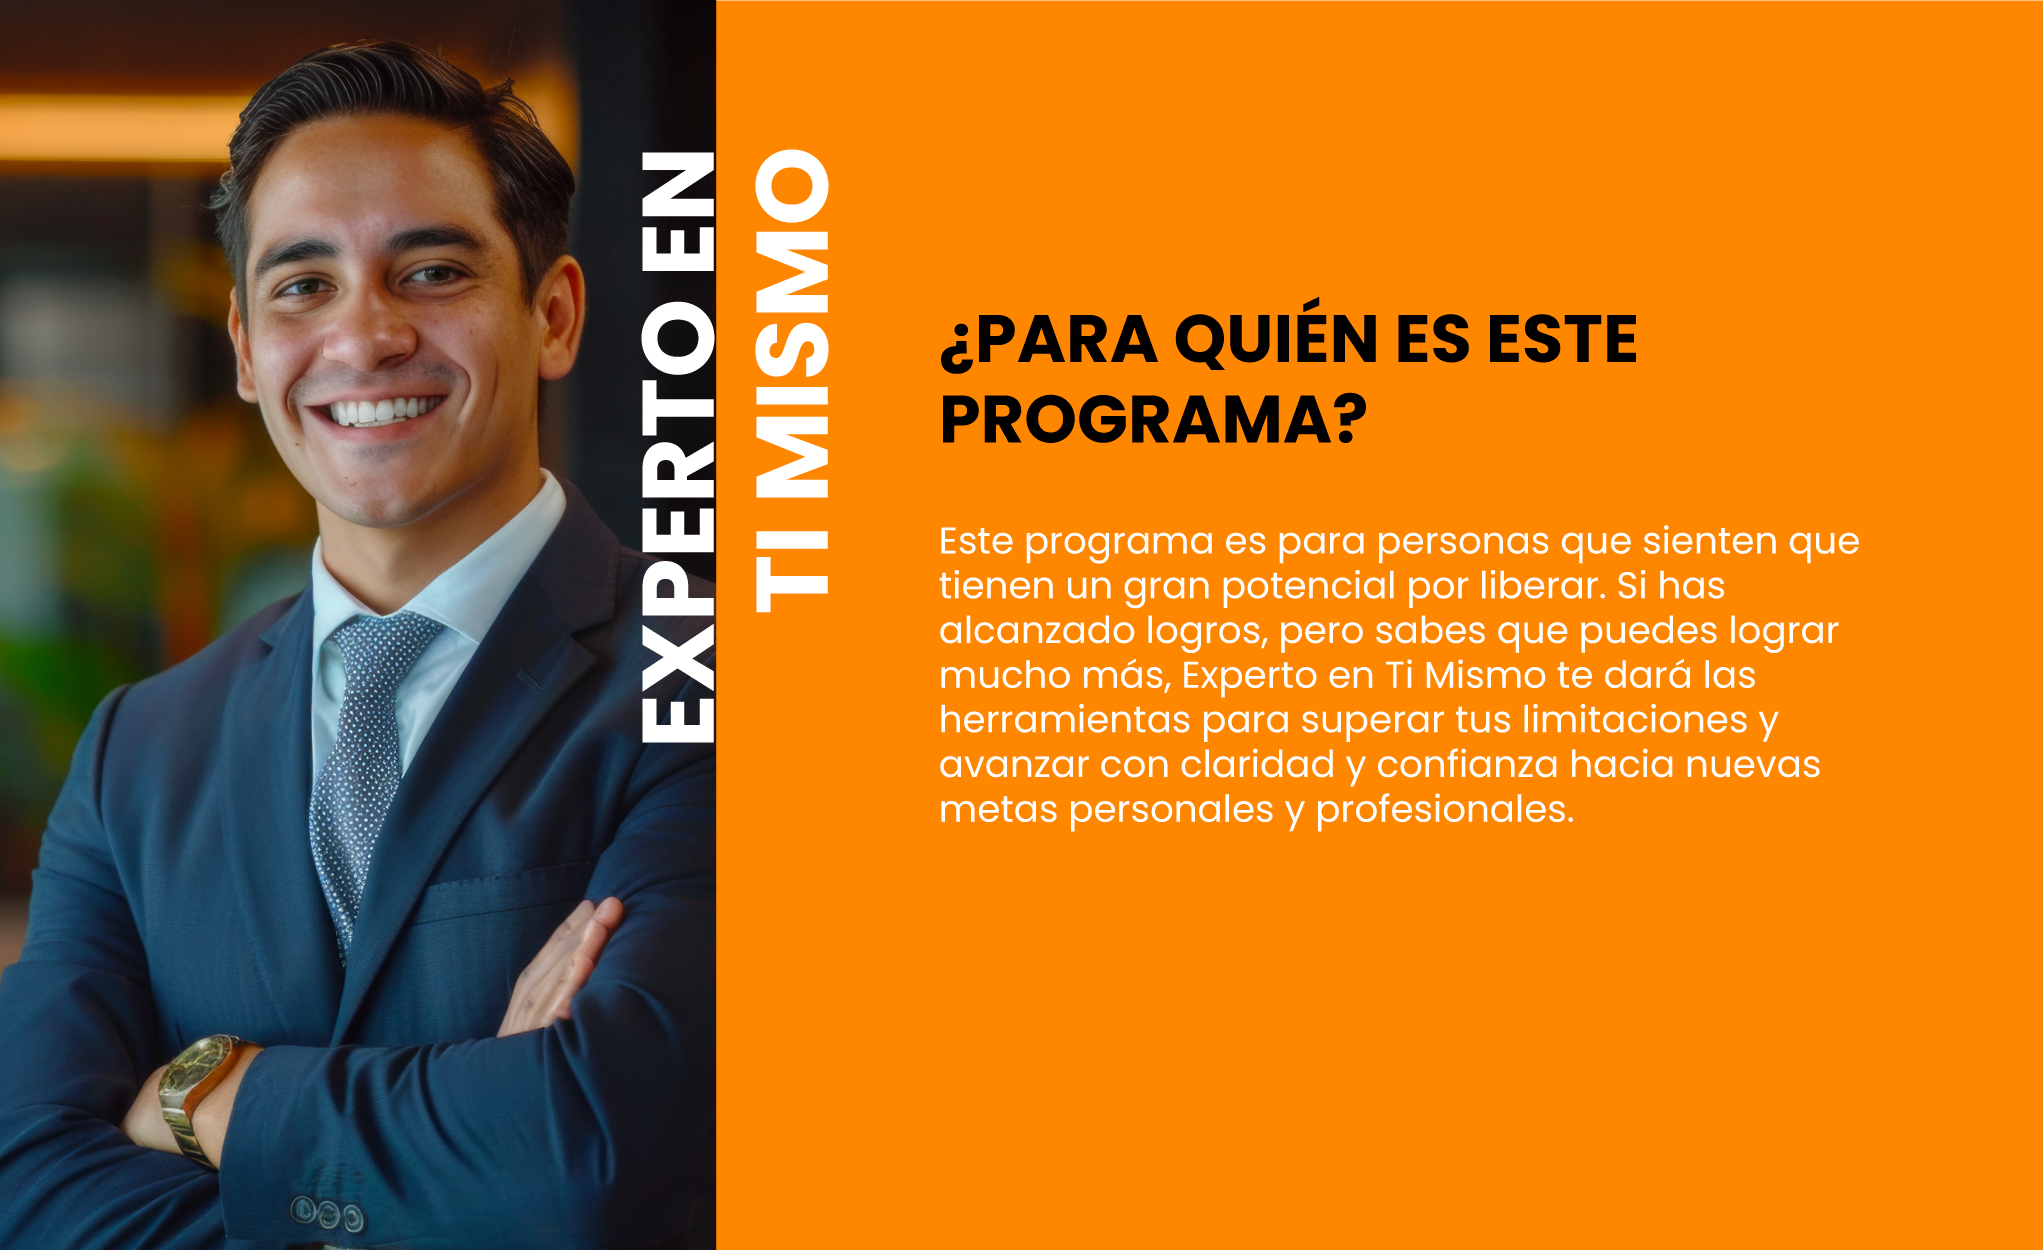 EXPERTO EN
TI MISMO
¿PARA QUIÉN ES ESTE
PROGRAMA?
Este programa es para personas que sienten que
tienen un gran potencial por liberar. Si has
alcanzado logros, pero sabes que puedes lograr
mucho más, Experto en Ti Mismo te dará las
herramientas para superar tus limitaciones y
avanzar con claridad y confianza hacia nuevas
metas personales y profesionales.